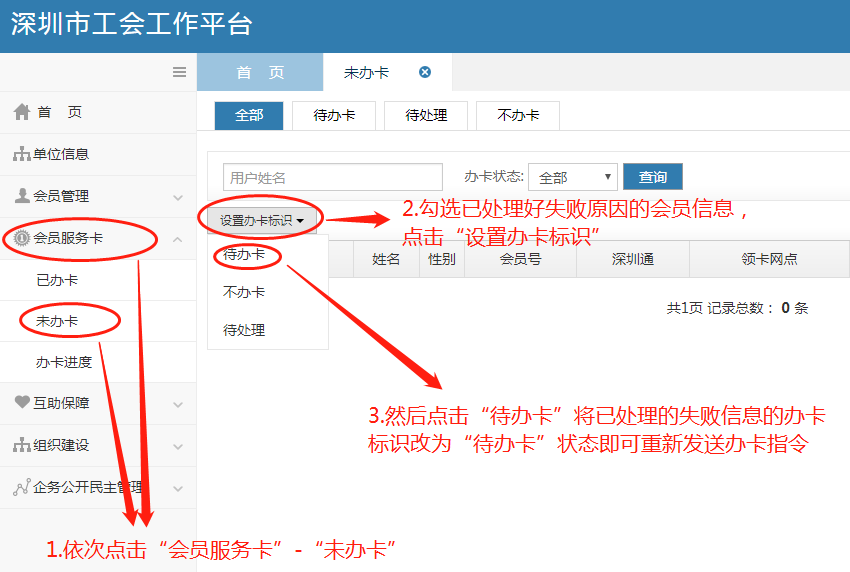 深圳市工会工作平台
首 页
未办卡
首 页
全部
待办卡
待处理
不办卡
单位信息
用户姓名
办卡状态:
全部
查询
会员管理
设置办卡标识
2.勾选已处理好失败原因的会员信息，
点击“设置办卡标识”
会员服务卡
待办卡
姓名
性别
会员号
深圳通
领卡网点
已办卡
不办卡
共1页 记录总数： 0 条
未办卡
待处理
办卡进度
互助保障
3.然后点击“待办卡”将已处理的失败信息的办卡
标识改为“待办卡”状态即可重新发送办卡指令
组织建设
企务公开民主管理
1.依次点击“会员服务卡”-“未办卡”